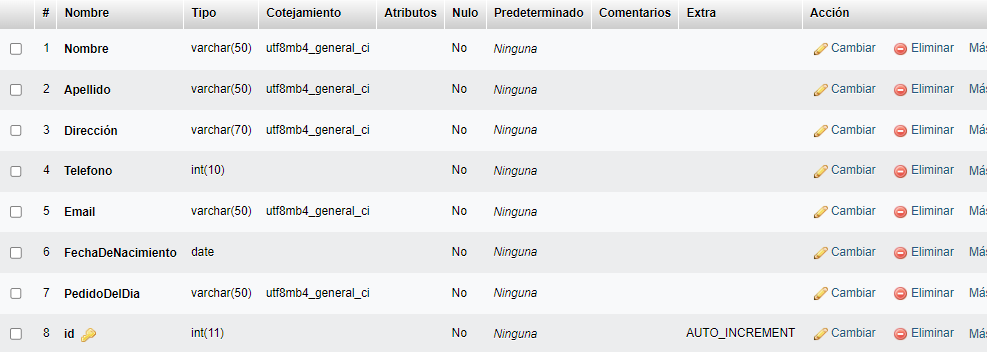 # Nombre Tipo Cotejamiento Atributos Nulo Predeterminado Comentarios Extra Acción
1 Nombre varchar(50) utf8mb4_general_ci No Ninguna Cambiar Eliminar Más
2 Apellido varchar(50) utf8mb4_general_ci No Ninguna Cambiar Eliminar Más
3 Dirección varchar(70) utf8mb4_general_ci No Ninguna Cambiar Eliminar Más
4 Telefono int(10) No Ninguna Cambiar Eliminar Más
5 Email varchar(50) utf8mb4_general_ci No Ninguna Cambiar Eliminar Más
6 FechaDeNacimiento date No Ninguna Cambiar Eliminar Más
7 PedidoDelDia varchar(50) utf8mb4_general_ci No Ninguna Cambiar Eliminar Más
8 id int(11) No Ninguna AUTO_INCREMENT Cambiar Eliminar Más